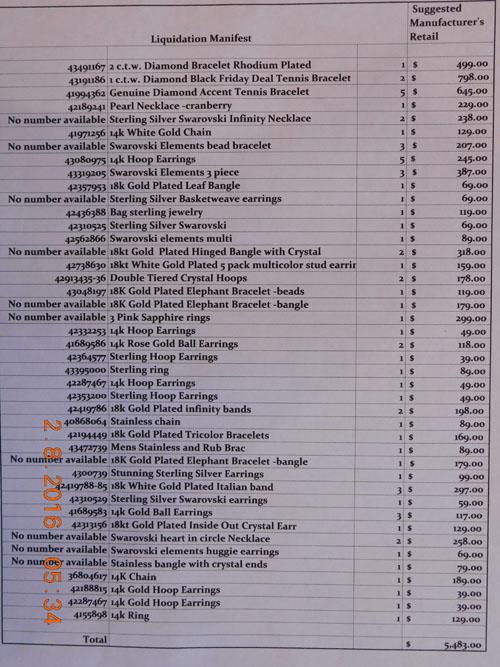 Liquidation Manifest Suggested Manufacturer's Retail
43491167 2 c.t.w. Diamond Bracelet Rhodium Plated 1 $ 499.00
43191186 1 c.t.w. Diamond Black Friday Deal Tennis Bracelet 2 $ 798.00
41994362 Genuine Diamond Accent Tennis Bracelet 5 $ 645.00
42189241 Pearl Necklace -cranberry 1 $ 229.00
No number available Sterling Silver Swarovski Infinity Necklace 2 $ 238.00
41971256 14k White Gold Chain 1 $ 129.00
No number available Swarovski Elements bead bracelet 3 $ 207.00
43080975 14k Hoop Earrings 5 $ 245.00
43319205 Swarovski Elements 3 piece 3 $ 387.00
42357953 18k Gold Plated Leaf Bangle 1 $ 69.00
No number available Sterling Silver Basketweave earrings 1 $ 69.00
42436388 Bag sterling jewelry 1 $ 119.00
42310525 Sterling Silver Swarovski 1 $ 69.00
42562866 Swarovski elements multi 1 $ 89.00
No number available 18kt Gold Plated Hinged Bangle with Crystal 2 $ 318.00
42738630 18kt White Gold Plated 5 pack multicolor stud earrin 1 $ 159.00
42913435-36 Double Tiered Crystal Hoops 2 $ 178.00
43048197 18K Gold Plated Elephant Bracelet -beads 1 $ 119.00
No number available 18K Gold Plated Elephant Bracelet -bangle 1 $ 179.00
No number available 3 Pink Sapphire rings 1 $ 299.00
42332253 14k Hoop Earrings 1 $ 49.00
41689586 14k Rose Gold Ball Earrings 2 $ 118.00
42364577 Sterling Hoop Earrings 1 $ 39.00
43395000 Sterling ring 1 $ 89.00
42287467 14k Hoop Earrings 1 $ 49.00
42353200 Sterling Hoop Earrings 1 $ 49.00
42419786 18k Gold Plated infinity bands 2 $ 198.00
40868064 Stainless chain 1 $ 89.00
42194449 18k Gold Plated Tricolor Bracelets 1 $ 169.00
43472739 Mens Stainless and Rub Brac 1 $ 89.00
No number available 18K Gold Plated Elephant Bracelet -bangle 1 $ 179.00
4300739 Stunning Sterling Silver Earrings 1 $ 99.00
42419788-85 18k White Gold Plated Italian band 3 $ 297.00
42310529 Sterling Silver Swarovski earrings 1 $ 59.00
41689583 14k Gold Ball Earrings 3 $ 117.00
42313156 18kt Gold Plated Inside Out Crystal Earr 1 $ 129.00
No number available Swarovski heart in circle Necklace 2 $ 258.00
No number available Swarovski elements huggie earrings 1 $ 69.00
No number available Stainless bangle with crystal ends 1 $ 79.00
36804617 14K Chain 1 $ 189.00
42188815 14k Gold Hoop Earrings 1 $ 39.00
42287467 14k Gold Hoop Earrings 1 $ 39.00
4155898 14k Ring 1 $ 129.00
Total $ 5,483.00
2. 8. 2016 05:34